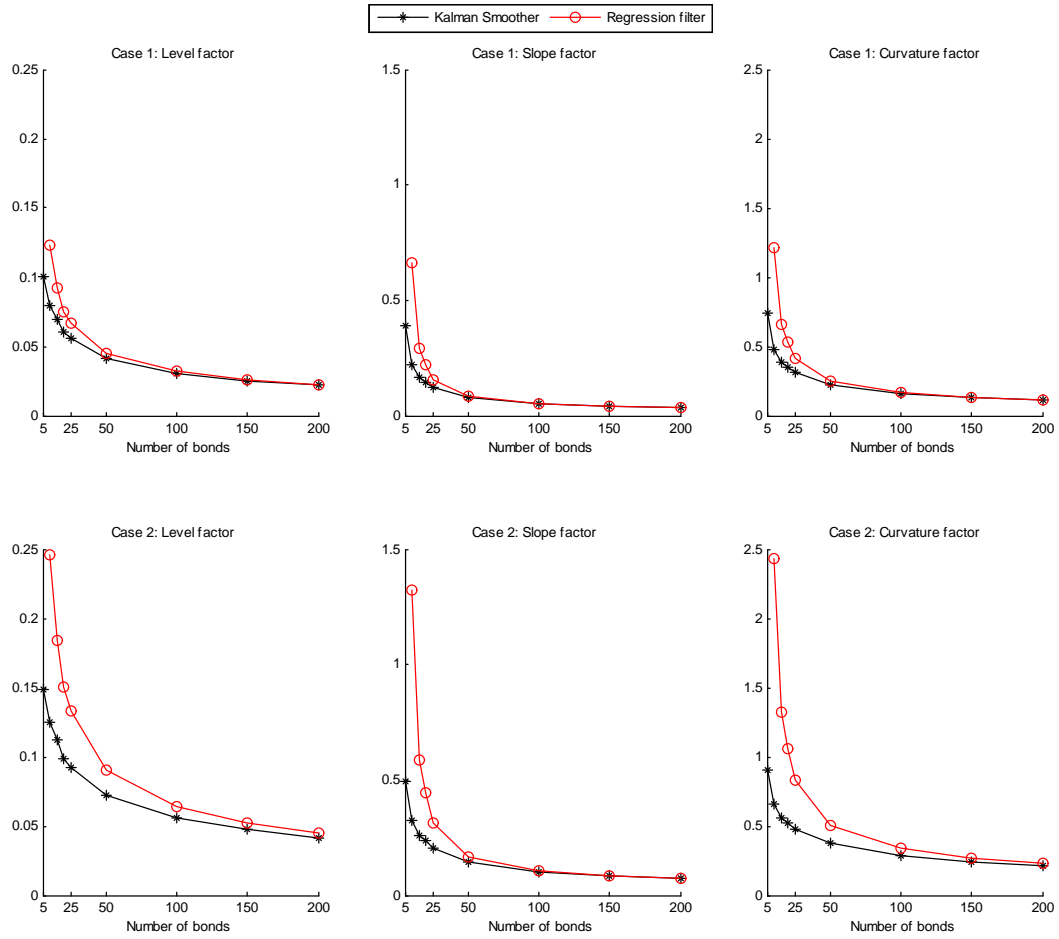 Kalman Smoother Regression filter
Case 1: Level factor
0.25
0.2
0.15
0.1
0.05
0
5 25 50 100 150 200
Number of bonds
Case 1: Slope factor
1.5
1
0.5
0
5 25 50 100 150 200
Number of bonds
Case 1: Curvature factor
2.5
2
1.5
1
0.5
0
5 25 50 100 150 200
Number of bonds
Case 2: Level factor
0.25
0.2
0.15
0.1
0.05
0
5 25 50 100 150 200
Number of bonds
Case 2: Slope factor
1.5
1
0.5
0
5 25 50 100 150 200
Number of bonds
Case 2: Curvature factor
2.5
2
1.5
1
0.5
0
5 25 50 100 150 200
Number of bonds